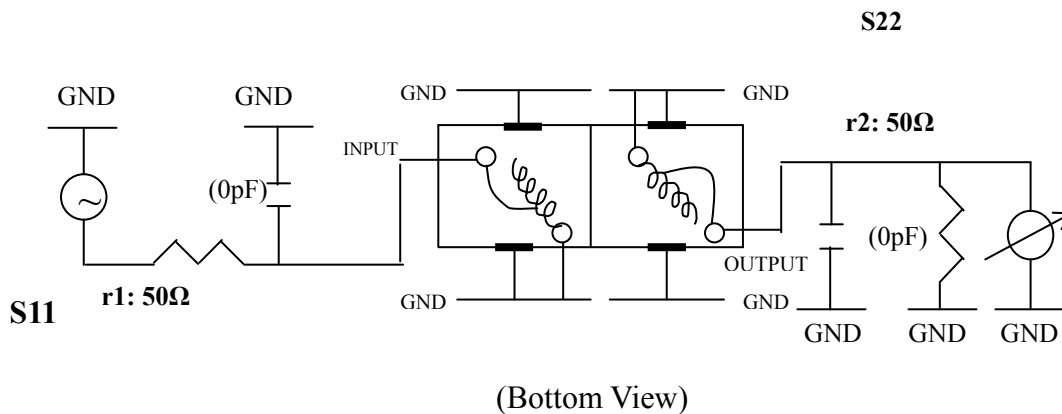 S22
GND
GND
GND
GND
r2: 50Ω
INPUT
(0pF)
(0pF)
r1: 50Ω
OUTPUT
S11
GND
GND
GND
GND
GND
(Bottom View)